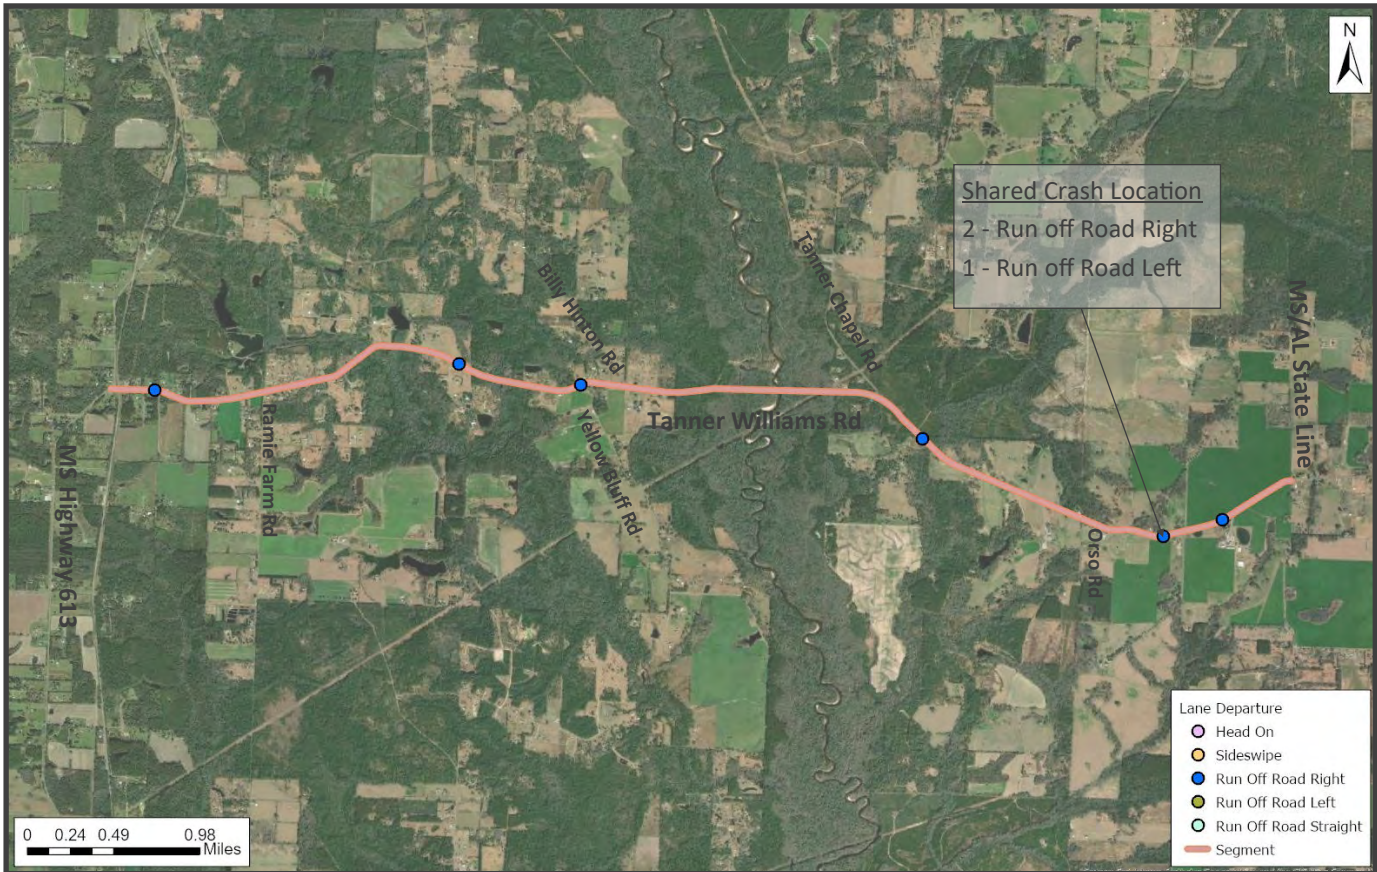 N
Shared Crash Location
2 - Run off Road Right
1 - Run off Road Left
Tanner Chapel Rd
Billy Hinton Rd
MS/AL State Line
Ramie Farm Rd
Yellow Bluff Rd
Tanner Williams Rd
MS Highway 613
Orso Rd
Lane Departure
Head On
Sideswipe
Run Off Road Right
Run Off Road Left
Run Off Road Straight
Segment
0 0.24 0.49 0.98
Miles